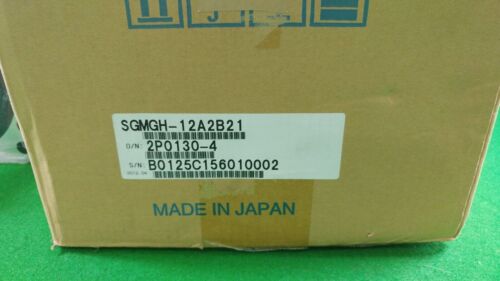 J
SGMGH-12A2B21
O/N: 2P0130-4
S/N: B0125C156010002
MADE IN JAPAN